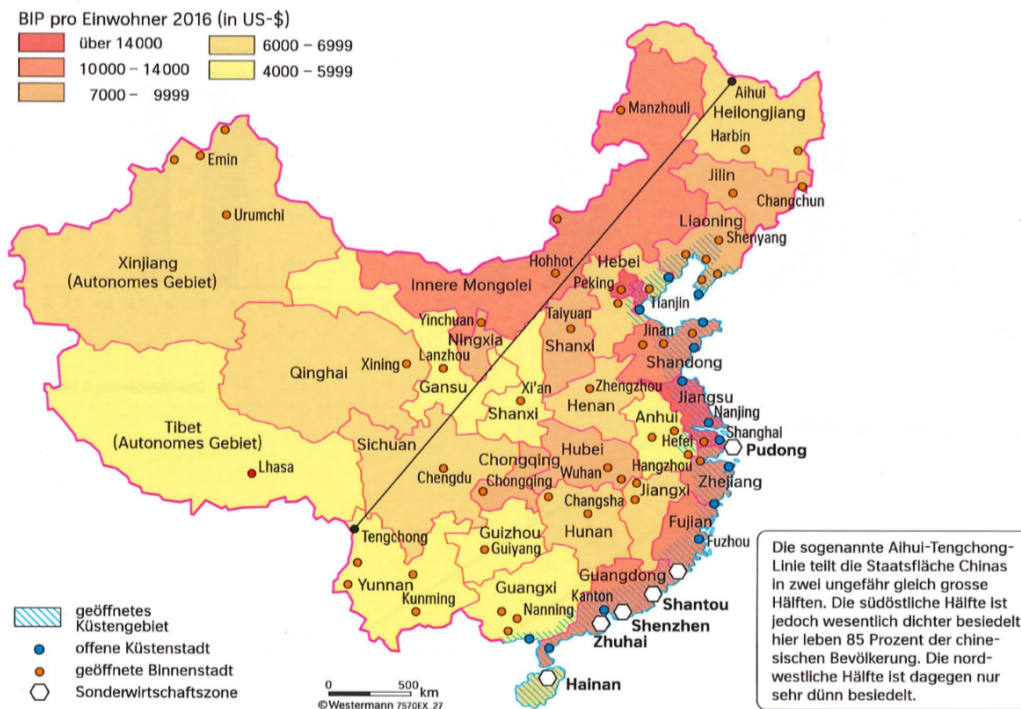 BIP pro Einwohner 2016 (in US-$)
über 14 000
10 000 – 14 000
7000 – 9999
6000 – 6999
4000 – 5999
Aihui
Manzhouli
Heilongjiang
Harbin
Emin
Jilin
Changchun
Urumchi
Liaoning
Shenyang
Xinjiang
(Autonomes Gebiet)
Hohhot
Hebei
Innere Mongolei
Peking
Tianjin
Yinchuan
Taiyuan
Jinan
Ningxia
Shanxi
Lanzhou
Shandong
Xining
Qinghai
Gansu
Xi'an
Zhengzhou
Shanxi
Henan
Jiangsu
Anhui
Nanjing
Tibet
(Autonomes Gebiet)
Sichuan
Hubei
Hefei
Shanghai
Pudong
Chongqing
Wuhan
Hangzhou
Lhasa
Chengdu
Chongqing
Zhejiang
Changsha
Jiangxi
Hunan
Fujian
Tengchong
Guizhou
Guiyang
Fuzhou
Yunnan
Guangxi
Guangdong
Kunming
Nanning
Kanton
Shantou
Shenzhen
Zhuhai
Hainan
geöffnetes
Küstengebiet
offene Küstenstadt
geöffnete Binnenstadt
Sonderwirtschaftszone
0 500
km
©Westermann 7570EX_27
Die sogenannte Aihui-Tengchong-
Linie teilt die Staatsfläche Chinas
in zwei ungefähr gleich grosse
Hälften. Die südöstliche Hälfte ist
jedoch wesentlich dichter besiedelt
hier leben 85 Prozent der chine-
sischen Bevölkerung. Die nord-
westliche Hälfte ist dagegen nur
sehr dünn besiedelt.